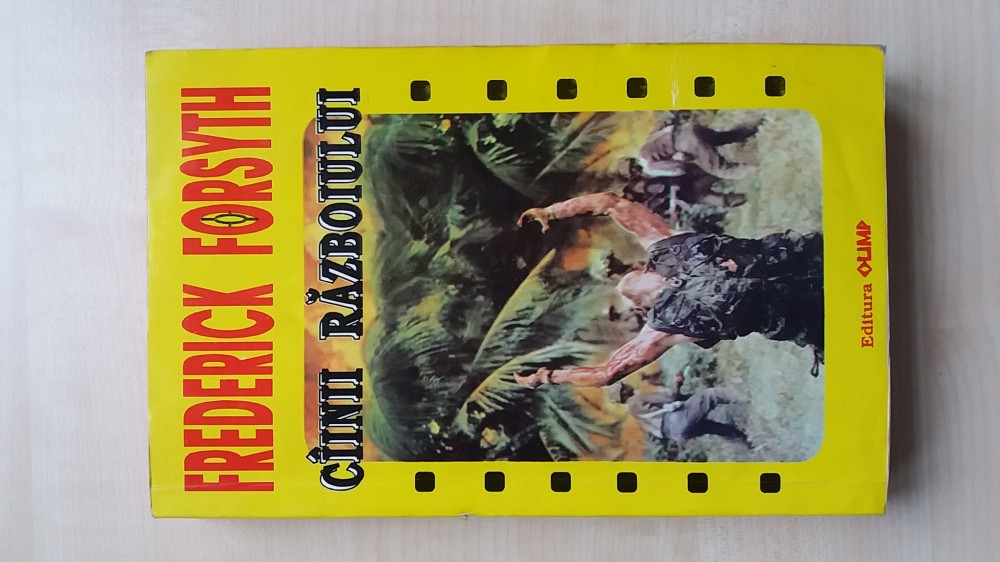 FREDERICK FORSYTH
CÎINII RĂZBOIULUI
Editura OLIMP